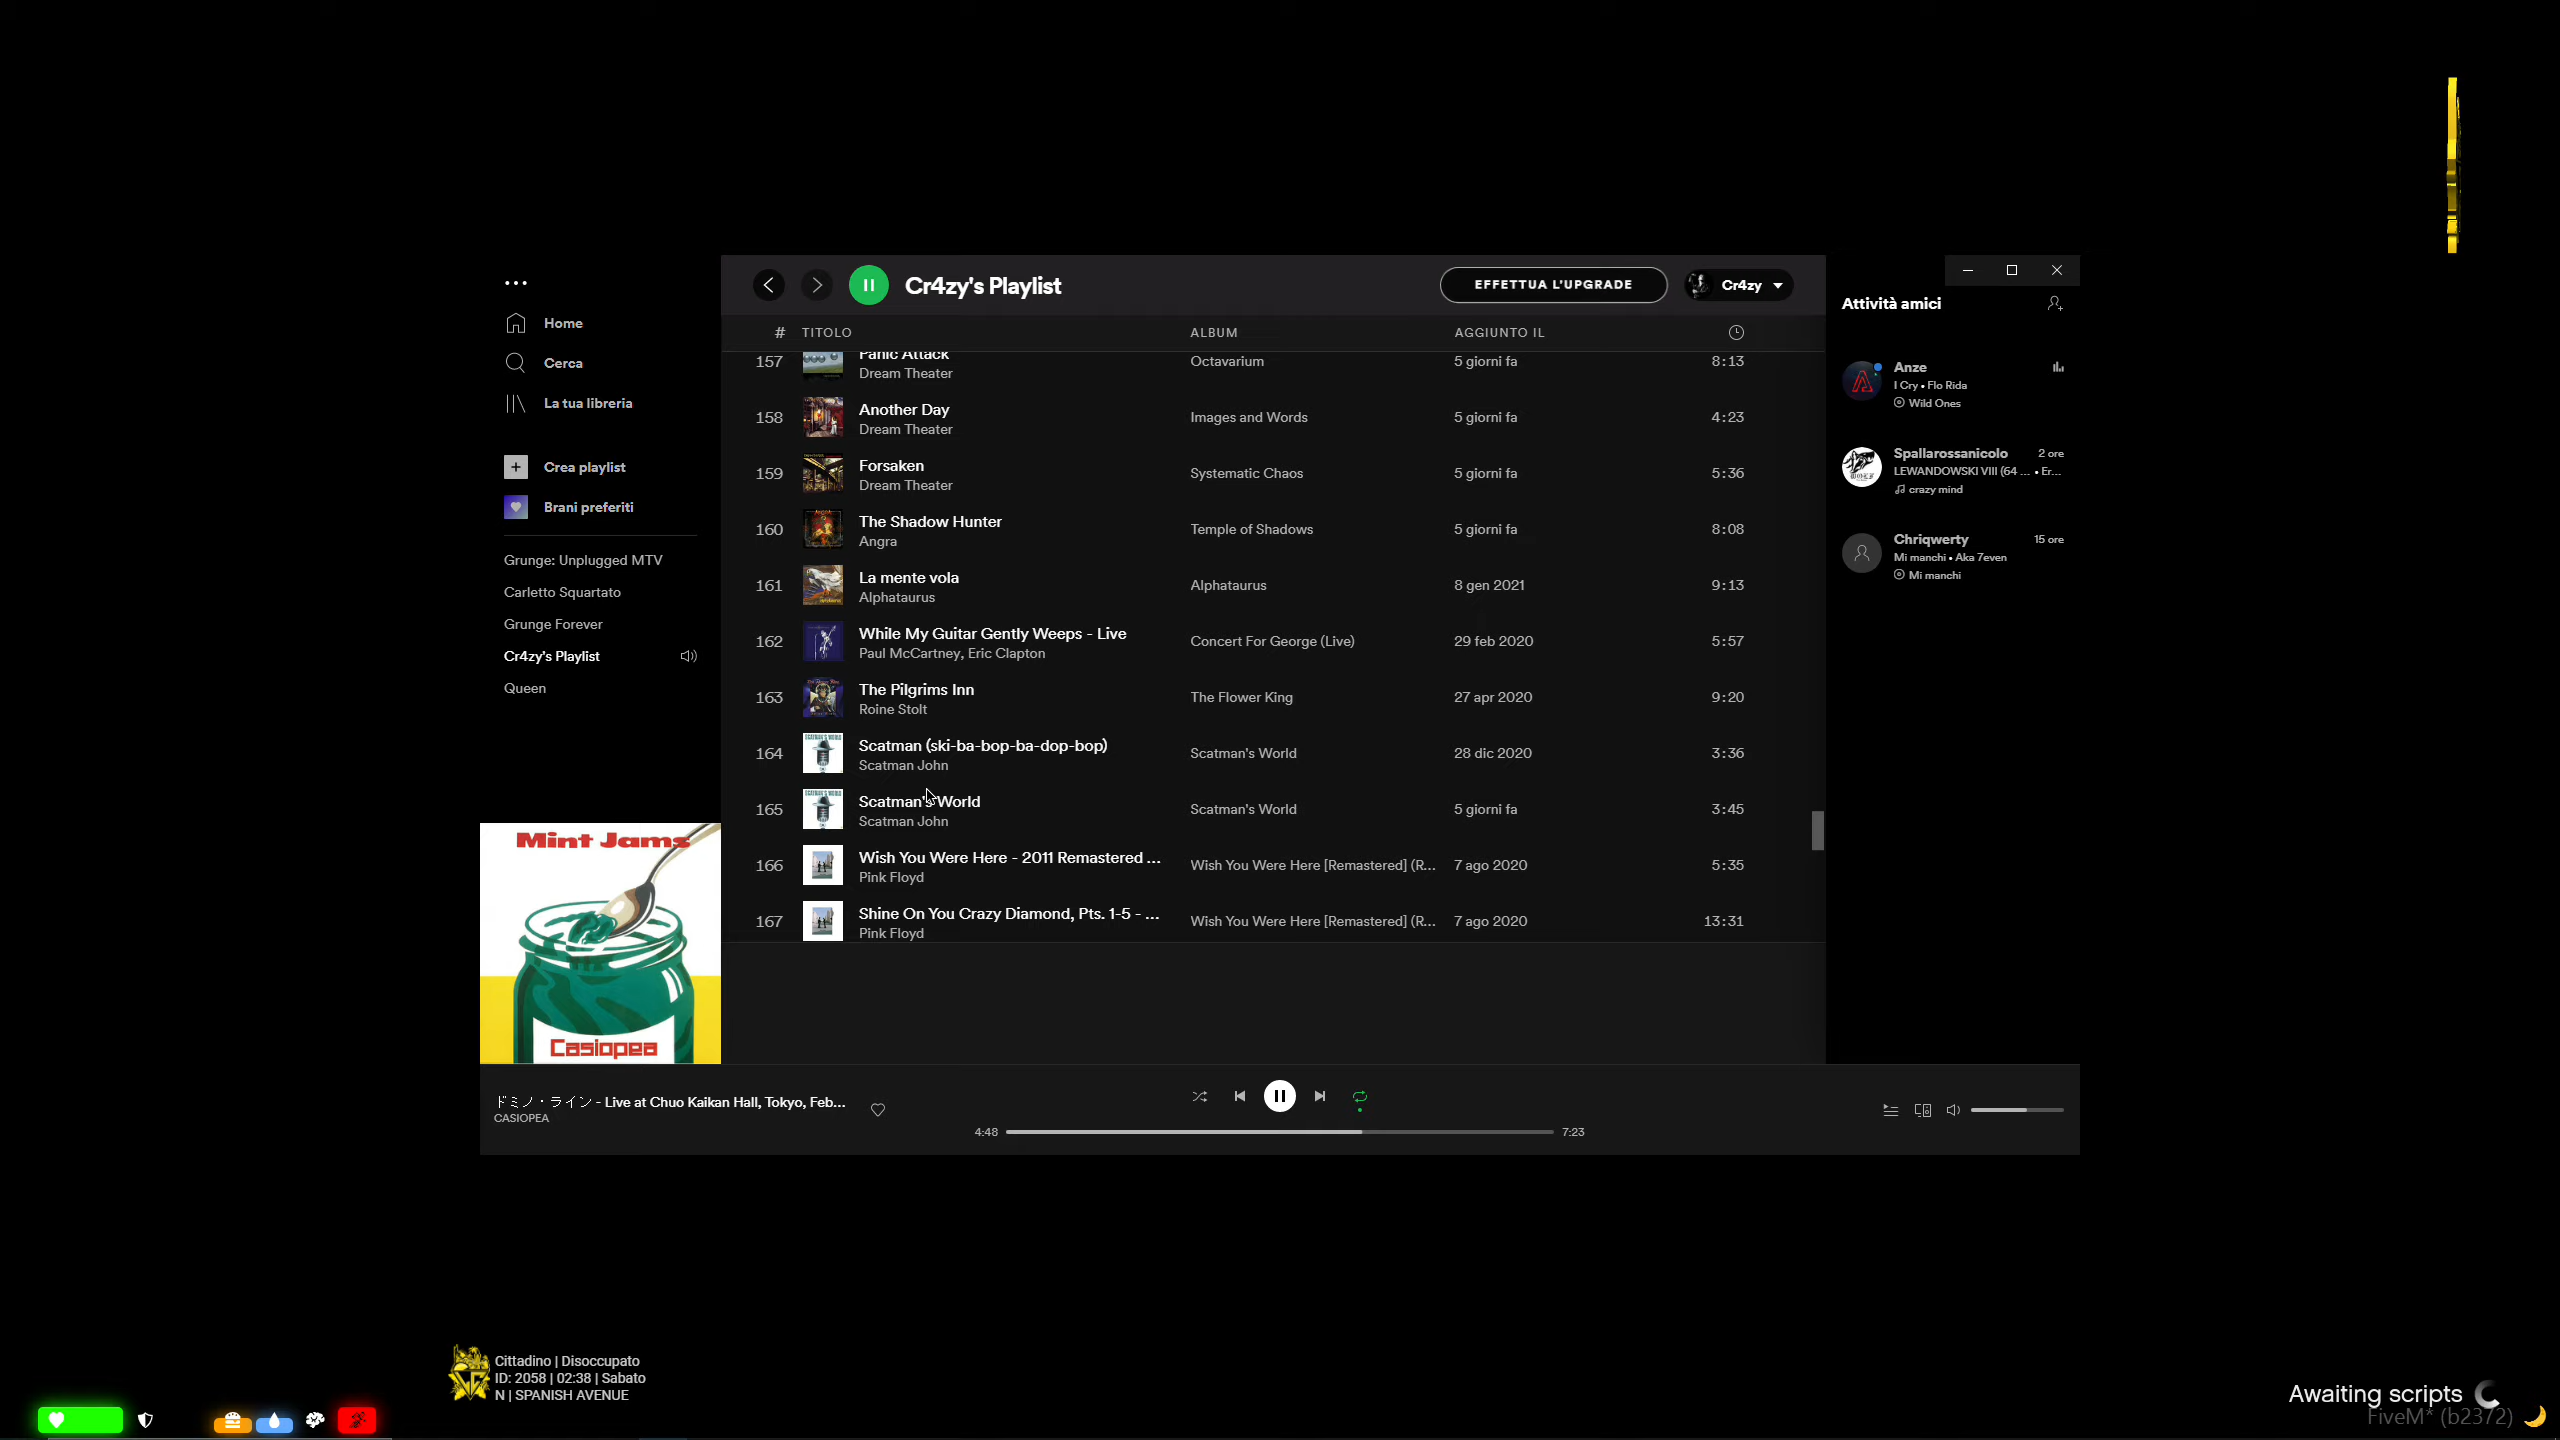 Home
Cerca
La tua libreria
Crea playlist
Brani preferiti
Grunge: Unplugged MTV
Carletto Squartato
Grunge Forever
Cr4zy's Playlist
Queen
Mint Jams
Casiopea
Cr4zy's Playlist
EFFETTUA L'UPGRADE
Cr4zy
# TITOLO ALBUM AGGIUNTO IL
157 Panic Attack Octavarium 5 giorni fa 8:13
Dream Theater
158 Another Day Images and Words 5 giorni fa 4:23
Dream Theater
159 Forsaken Systematic Chaos 5 giorni fa 5:36
Dream Theater
160 The Shadow Hunter Temple of Shadows 5 giorni fa 8:08
Angra
161 La mente vola Alphataurus 8 gen 2021 9:13
Alphataurus
162 While My Guitar Gently Weeps - Live Concert For George (Live) 29 feb 2020 5:57
Paul McCartney, Eric Clapton
163 The Pilgrims Inn The Flower King 27 apr 2020 9:20
Roine Stolt
164 Scatman (ski-ba-bop-ba-dop-bop) Scatman's World 28 dic 2020 3:36
Scatman John
165 Scatman's World Scatman's World 5 giorni fa 3:45
Scatman John
166 Wish You Were Here - 2011 Remastered ... Wish You Were Here [Remastered] (R... 7 ago 2020 5:35
Pink Floyd
167 Shine On You Crazy Diamond, Pts. 1-5 - ... Wish You Were Here [Remastered] (R... 7 ago 2020 13:31
Pink Floyd
Attività amici
Anze
I Cry • Flo Rida
Wild Ones
Spallarossanicolo 2 ore
LEWANDOWSKI VIII (64 ... • Er...
crazy mind
Chriqwerty 15 ore
Mi manchi • Aka 7even
Mi manchi
ドミノ・ライン - Live at Chuo Kaikan Hall, Tokyo, Feb...
CASIOPEA
4:48 7:23
Cittadino | Disoccupato
ID: 2058 | 02:38 | Sabato
N | SPANISH AVENUE
Awaiting scripts
FiveM* (b2372)